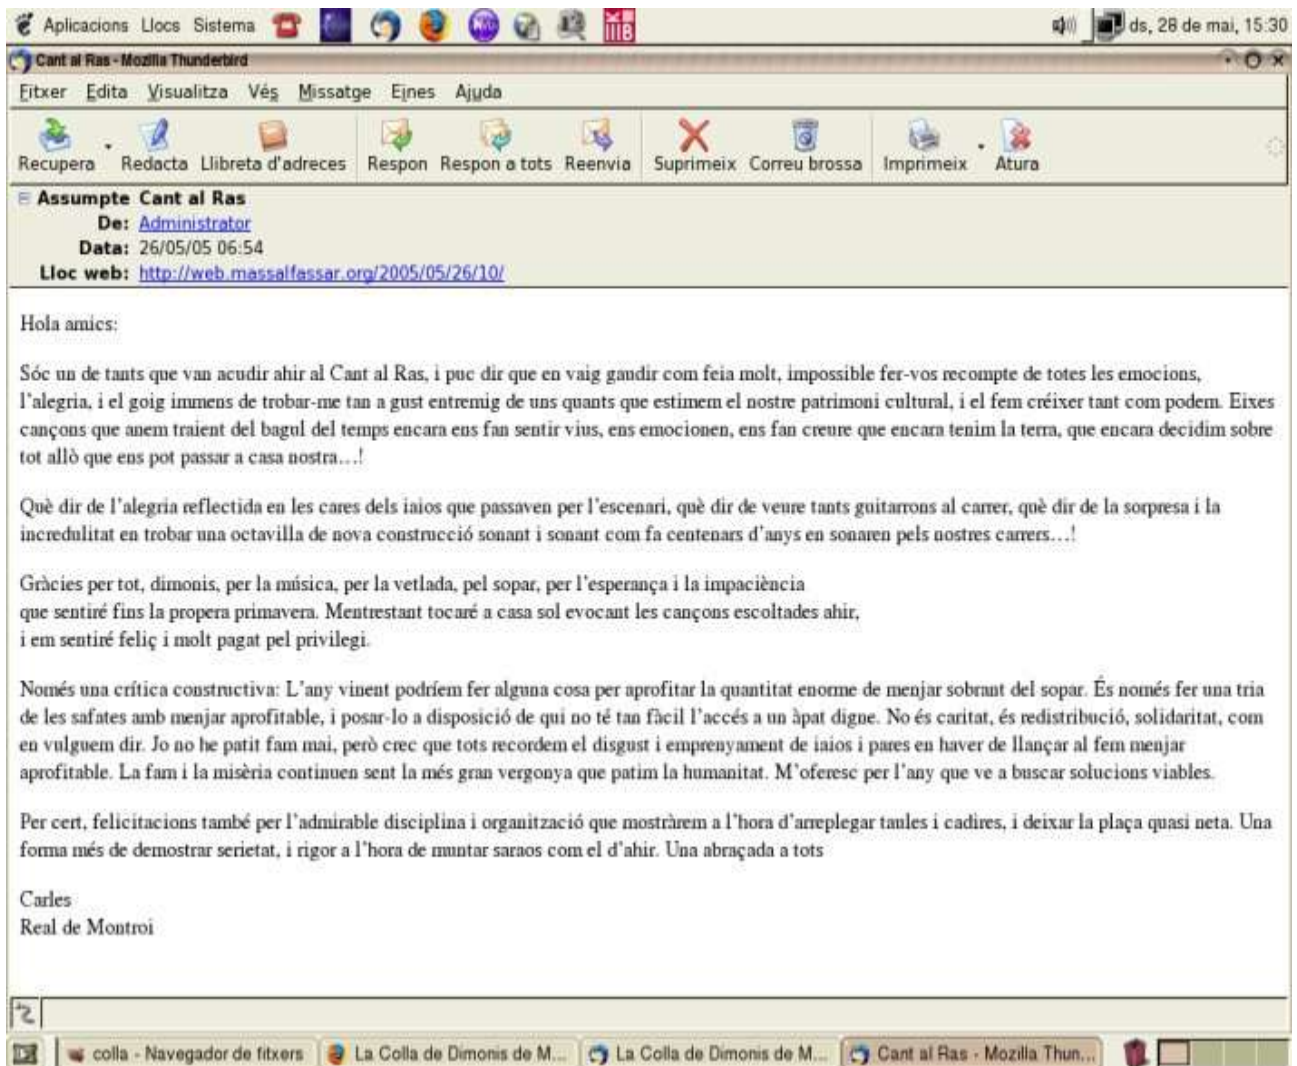 Aplicacions Llocs Sistema
ds, 28 de mai, 15:30
Cant al Ras - Mozilla Thunderbird
Fitxer Edita Visualitza Vés Missatge Eines Ajuda
Recupera Redacta Llibreta d'adreces Respon Respon a tots Reenvia Suprimeix Correu brossa Imprimeix Atura
Assumpte Cant al Ras
De: Administrator
Data: 26/05/05 06:54
Lloc web: http://web.massalfassar.org/2005/05/26/10/
Hola amics:
Sóc un de tants que van acudir ahir al Cant al Ras, i puc dir que en vaig gaudir com feia molt, impossible fer-vos recompte de totes les emocions,
l'alegria, i el goig immens de trobar-me tan a gust entremig de uns quants que estimem el nostre patrimoni cultural, i el fem créixer tant com podem. Eixes
cançons que anem traient del bagul del temps encara ens fan sentir vius, ens emocionen, ens fan creure que encara tenim la terra, que encara decidim sobre
tot allò que ens pot passar a casa nostra…!
Què dir de l'alegria reflectida en les cares dels iaios que passaven per l'escenari, què dir de veure tants guitarrons al carrer, què dir de la sorpresa i la
incredulitat en trobar una octavilla de nova construcció sonant i sonant com fa centenars d'anys en sonaren pels nostres carrers…!
Gràcies per tot, dimonis, per la música, per la vetlada, pel sopar, per l'esperança i la impaciència
que sentiré fins la propera primavera. Mentrestant tocaré a casa sol evocant les cançons escoltades ahir,
i em sentiré feliç i molt pagat pel privilegi.
Només una crítica constructiva: L'any vinent podríem fer alguna cosa per aprofitar la quantitat enorme de menjar sobrant del sopar. És només fer una tria
de les safates amb menjar aprofitable, i posar-lo a disposició de qui no té tan fàcil l'accés a un àpat digne. No és caritat, és redistribució, solidaritat, com
en vulguem dir. Jo no he patit fam mai, però crec que tots recordem el disgust i emprenyament de iaios i pares en haver de llançar al fem menjar
aprofitable. La fam i la misèria continuen sent la més gran vergonya que patim la humanitat. M'oferesc per l'any que ve a buscar solucions viables.
Per cert, felicitacions també per l'admirable disciplina i organització que mostràrem a l'hora d'arreplegar taules i cadires, i deixar la plaça quasi neta. Una
forma més de demostrar serietat, i rigor a l'hora de muntar saraos com el d'ahir. Una abraçada a tots
Carles
Real de Montroi
colla - Navegador de fitxers La Colla de Dimonis de M... La Colla de Dimonis de M... Cant al Ras - Mozilla Thun...